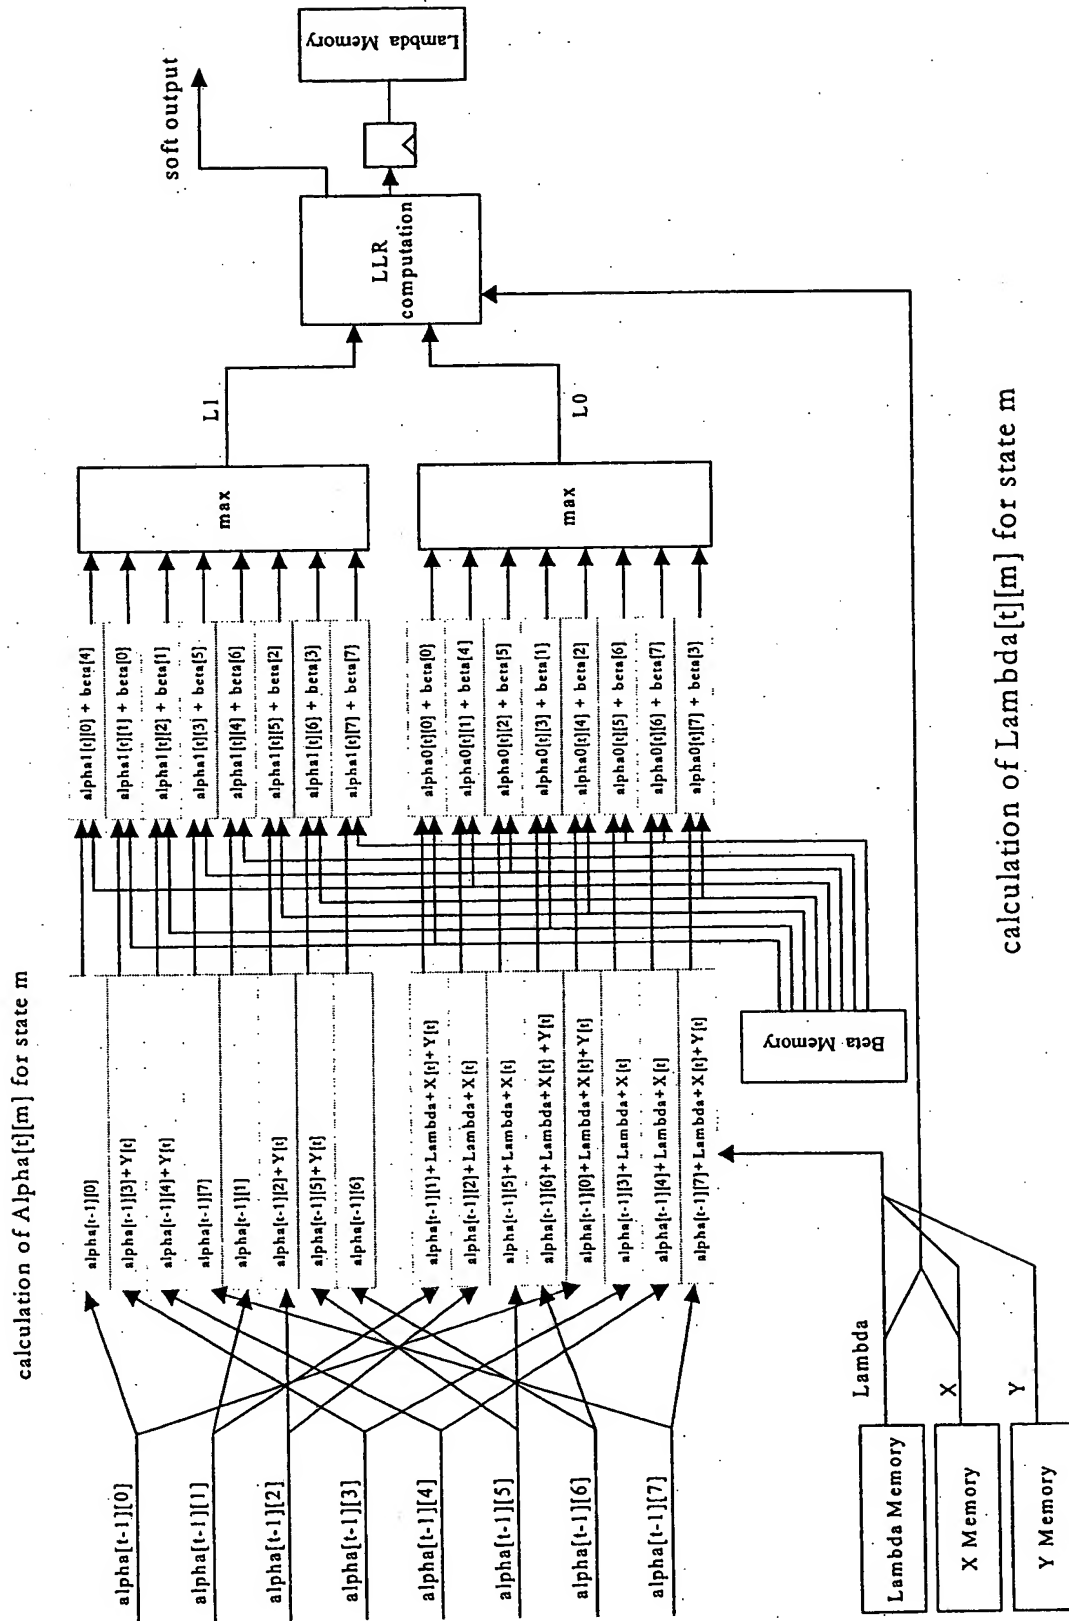 calculation of Alpha[t][m] for state m
alpha[t-1][0]
alpha[t-1][1]
alpha[t-1][2]
alpha[t-1][3]
alpha[t-1][4]
alpha[t-1][5]
alpha[t-1][6]
alpha[t-1][7]
Lambda Memory
X Memory
Y Memory
Lambda
X
Y
alpha[t-1][0]
alpha[t-1][3]+Y[t]
alpha[t-1][4]+Y[t]
alpha[t-1][7]
alpha[t-1][1]
alpha[t-1][2]+Y[t]
alpha[t-1][5]+Y[t]
alpha[t-1][6]
alpha[t-1][1]+Lambda+X[t]+Y[t]
alpha[t-1][2]+Lambda+X[t]
alpha[t-1][5]+Lambda+X[t]
alpha[t-1][6]+Lambda+X[t]+Y[t]
alpha[t-1][0]+Lambda+X[t]+Y[t]
alpha[t-1][3]+Lambda+X[t]
alpha[t-1][4]+Lambda+X[t]
alpha[t-1][7]+Lambda+X[t]+Y[t]
Beta Memory
alpha1[t][0] + beta[4]
alpha1[t][1] + beta[0]
alpha1[t][2] + beta[1]
alpha1[t][3] + beta[5]
alpha1[t][4] + beta[6]
alpha1[t][5] + beta[2]
alpha1[t][6] + beta[3]
alpha1[t][7] + beta[7]
alpha0[t][0] + beta[0]
alpha0[t][1] + beta[4]
alpha0[t][2] + beta[5]
alpha0[t][3] + beta[1]
alpha0[t][4] + beta[2]
alpha0[t][5] + beta[6]
alpha0[t][6] + beta[7]
alpha0[t][7] + beta[3]
max
max
L1
L0
LLR
computation
soft output
Lambda Memory
calculation of Lambda[t][m] for state m